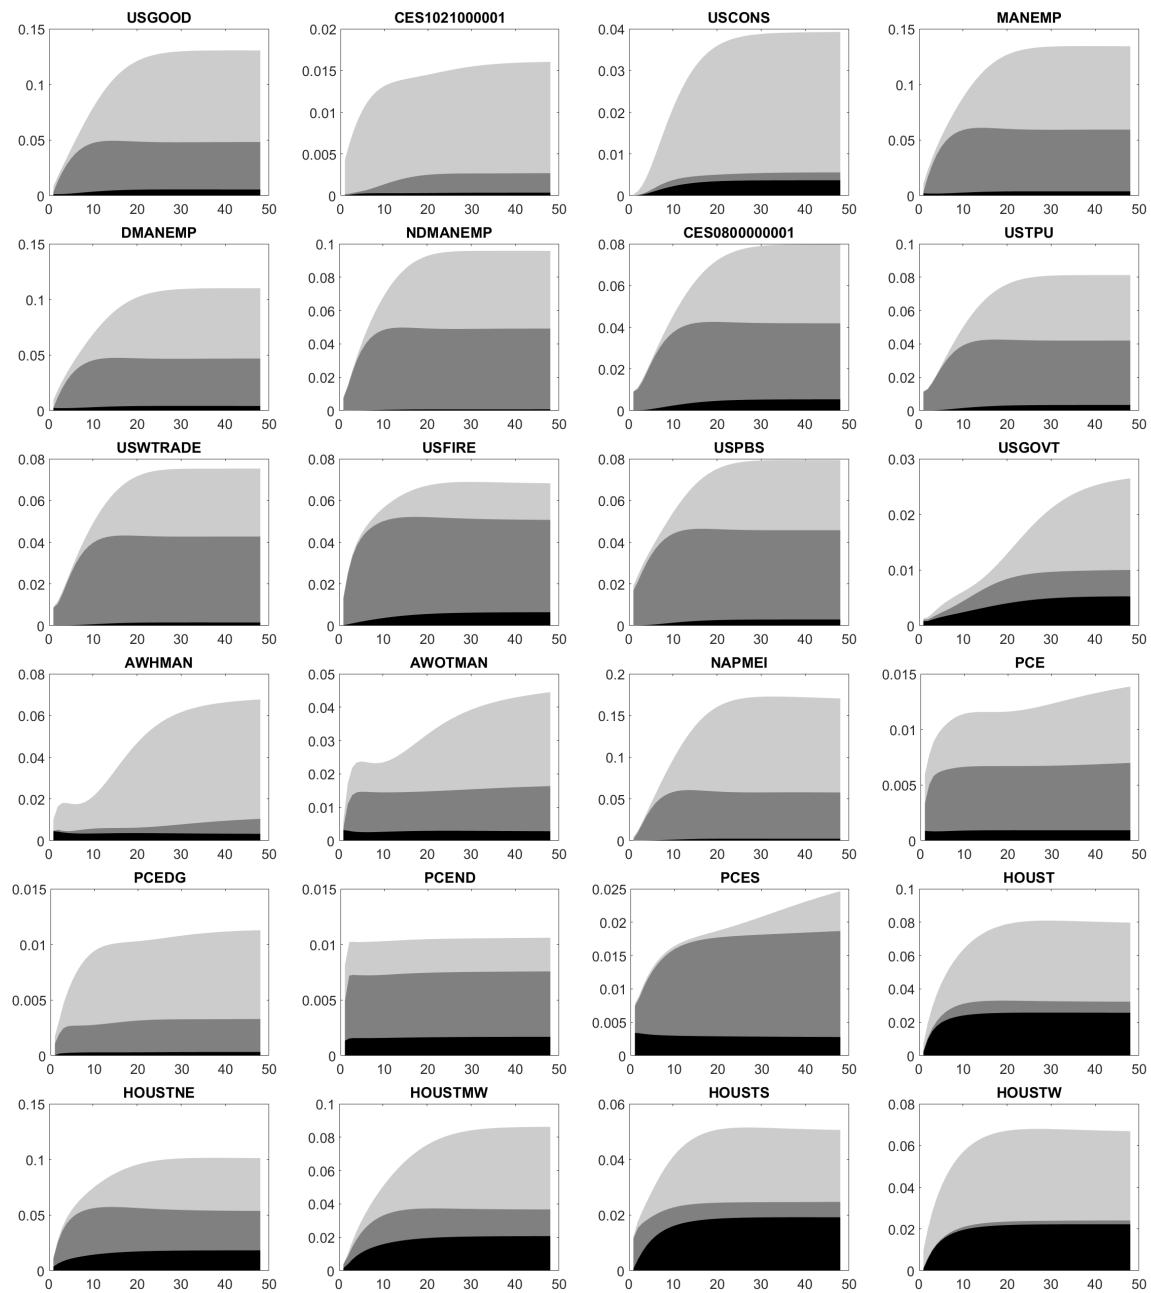 USGOOD CES1021000001 USCONS MANEMP
0.15 0.02 0.04 0.15
0.1 0.015 0.03 0.1
0.01 0.02
0.05 0.005 0.01 0.05
0 0 0 0
0 10 20 30 40 50 0 10 20 30 40 50 0 10 20 30 40 50 0 10 20 30 40 50
DMANEMP NDMANEMP CES0800000001 USTPU
0.15 0.1 0.08 0.1
0.1 0.08 0.06 0.08
0.06 0.04 0.06
0.05 0.04 0.02 0.04
0.02 0.02
0 0 0 0
0 10 20 30 40 50 0 10 20 30 40 50 0 10 20 30 40 50 0 10 20 30 40 50
USWTRADE USFIRE USPBS USGOVT
0.08 0.08 0.08 0.03
0.06 0.06 0.06 0.02
0.04 0.04 0.04
0.02 0.02 0.02 0.01
0 0 0 0
0 10 20 30 40 50 0 10 20 30 40 50 0 10 20 30 40 50 0 10 20 30 40 50
AWHMAN AWOTMAN NAPMEI PCE
0.08 0.05 0.2 0.015
0.06 0.04 0.15 0.01
0.04 0.03 0.1
0.02 0.02 0.05 0.005
0.01
0 0 0 0
0 10 20 30 40 50 0 10 20 30 40 50 0 10 20 30 40 50 0 10 20 30 40 50
PCEDG PCEND PCES HOUST
0.015 0.015 0.025 0.1
0.01 0.01 0.02 0.08
0.015 0.06
0.005 0.005 0.01 0.04
0.005 0.02
0 0 0 0
0 10 20 30 40 50 0 10 20 30 40 50 0 10 20 30 40 50 0 10 20 30 40 50
HOUSTNE HOUSTMW HOUSTS HOUSTW
0.15 0.1 0.06 0.08
0.1 0.08 0.04 0.06
0.06 0.04
0.05 0.04 0.02 0.02
0.02
0 0 0 0
0 10 20 30 40 50 0 10 20 30 40 50 0 10 20 30 40 50 0 10 20 30 40 50